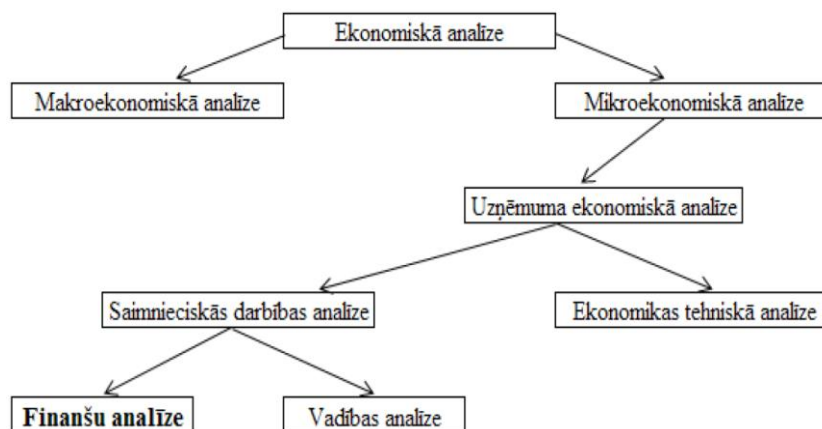 Ekonomiskā analīze
Makroekonomiskā analīze
Mikroekonomiskā analīze
Uzņēmuma ekonomiskā analīze
Saimnieciskās darbības analīze
Ekonomikas tehniskā analīze
Finanšu analīze
Vadības analīze